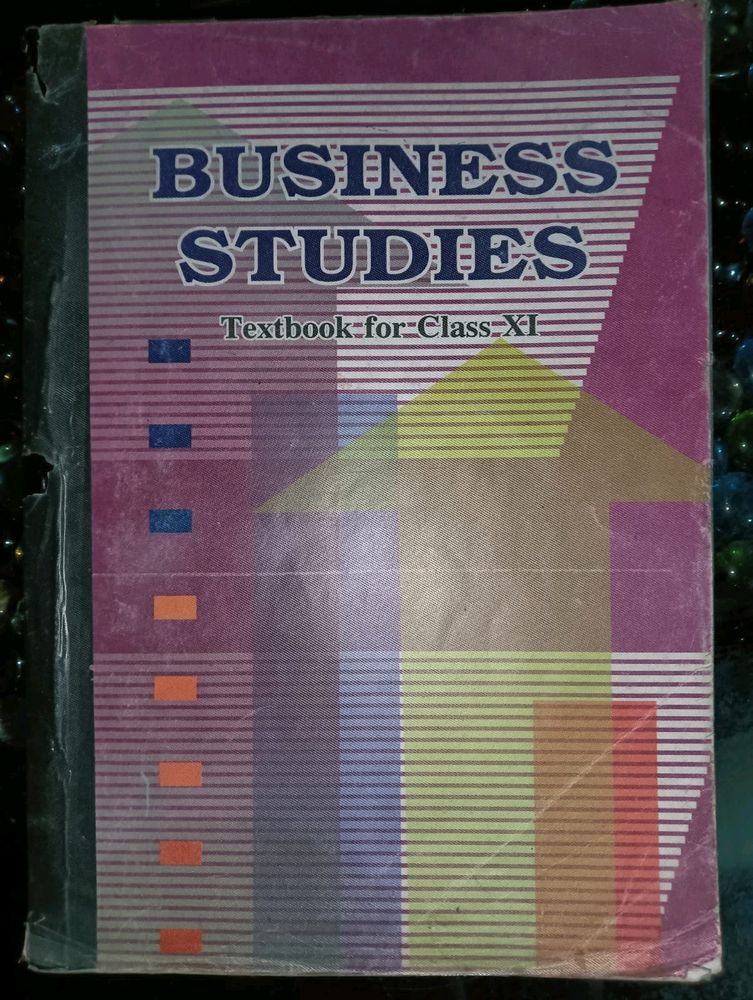 BUSINESS
STUDIES
Textbook for Class XI